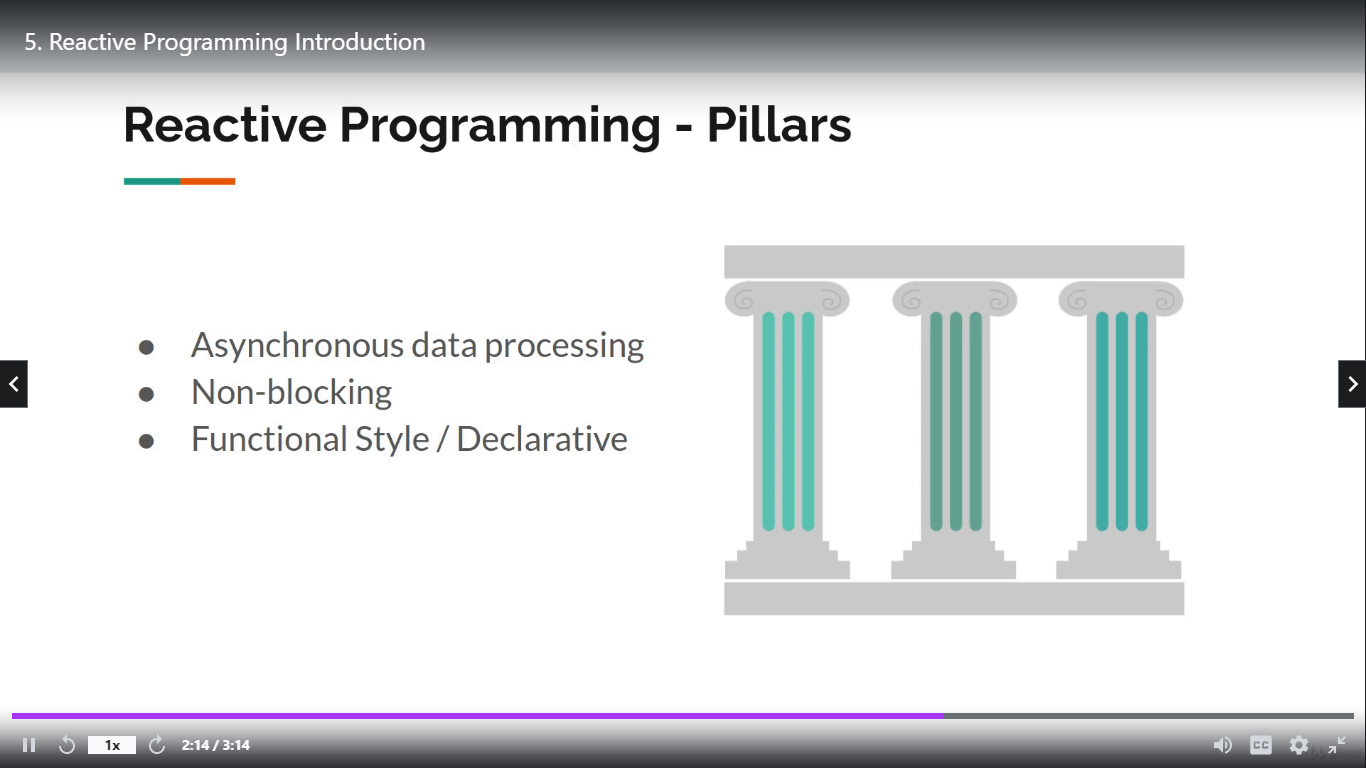 5. Reactive Programming Introduction
Reactive Programming - Pillars
● Asynchronous data processing
● Non-blocking
● Functional Style / Declarative
1x
2:14 / 3:14
CC